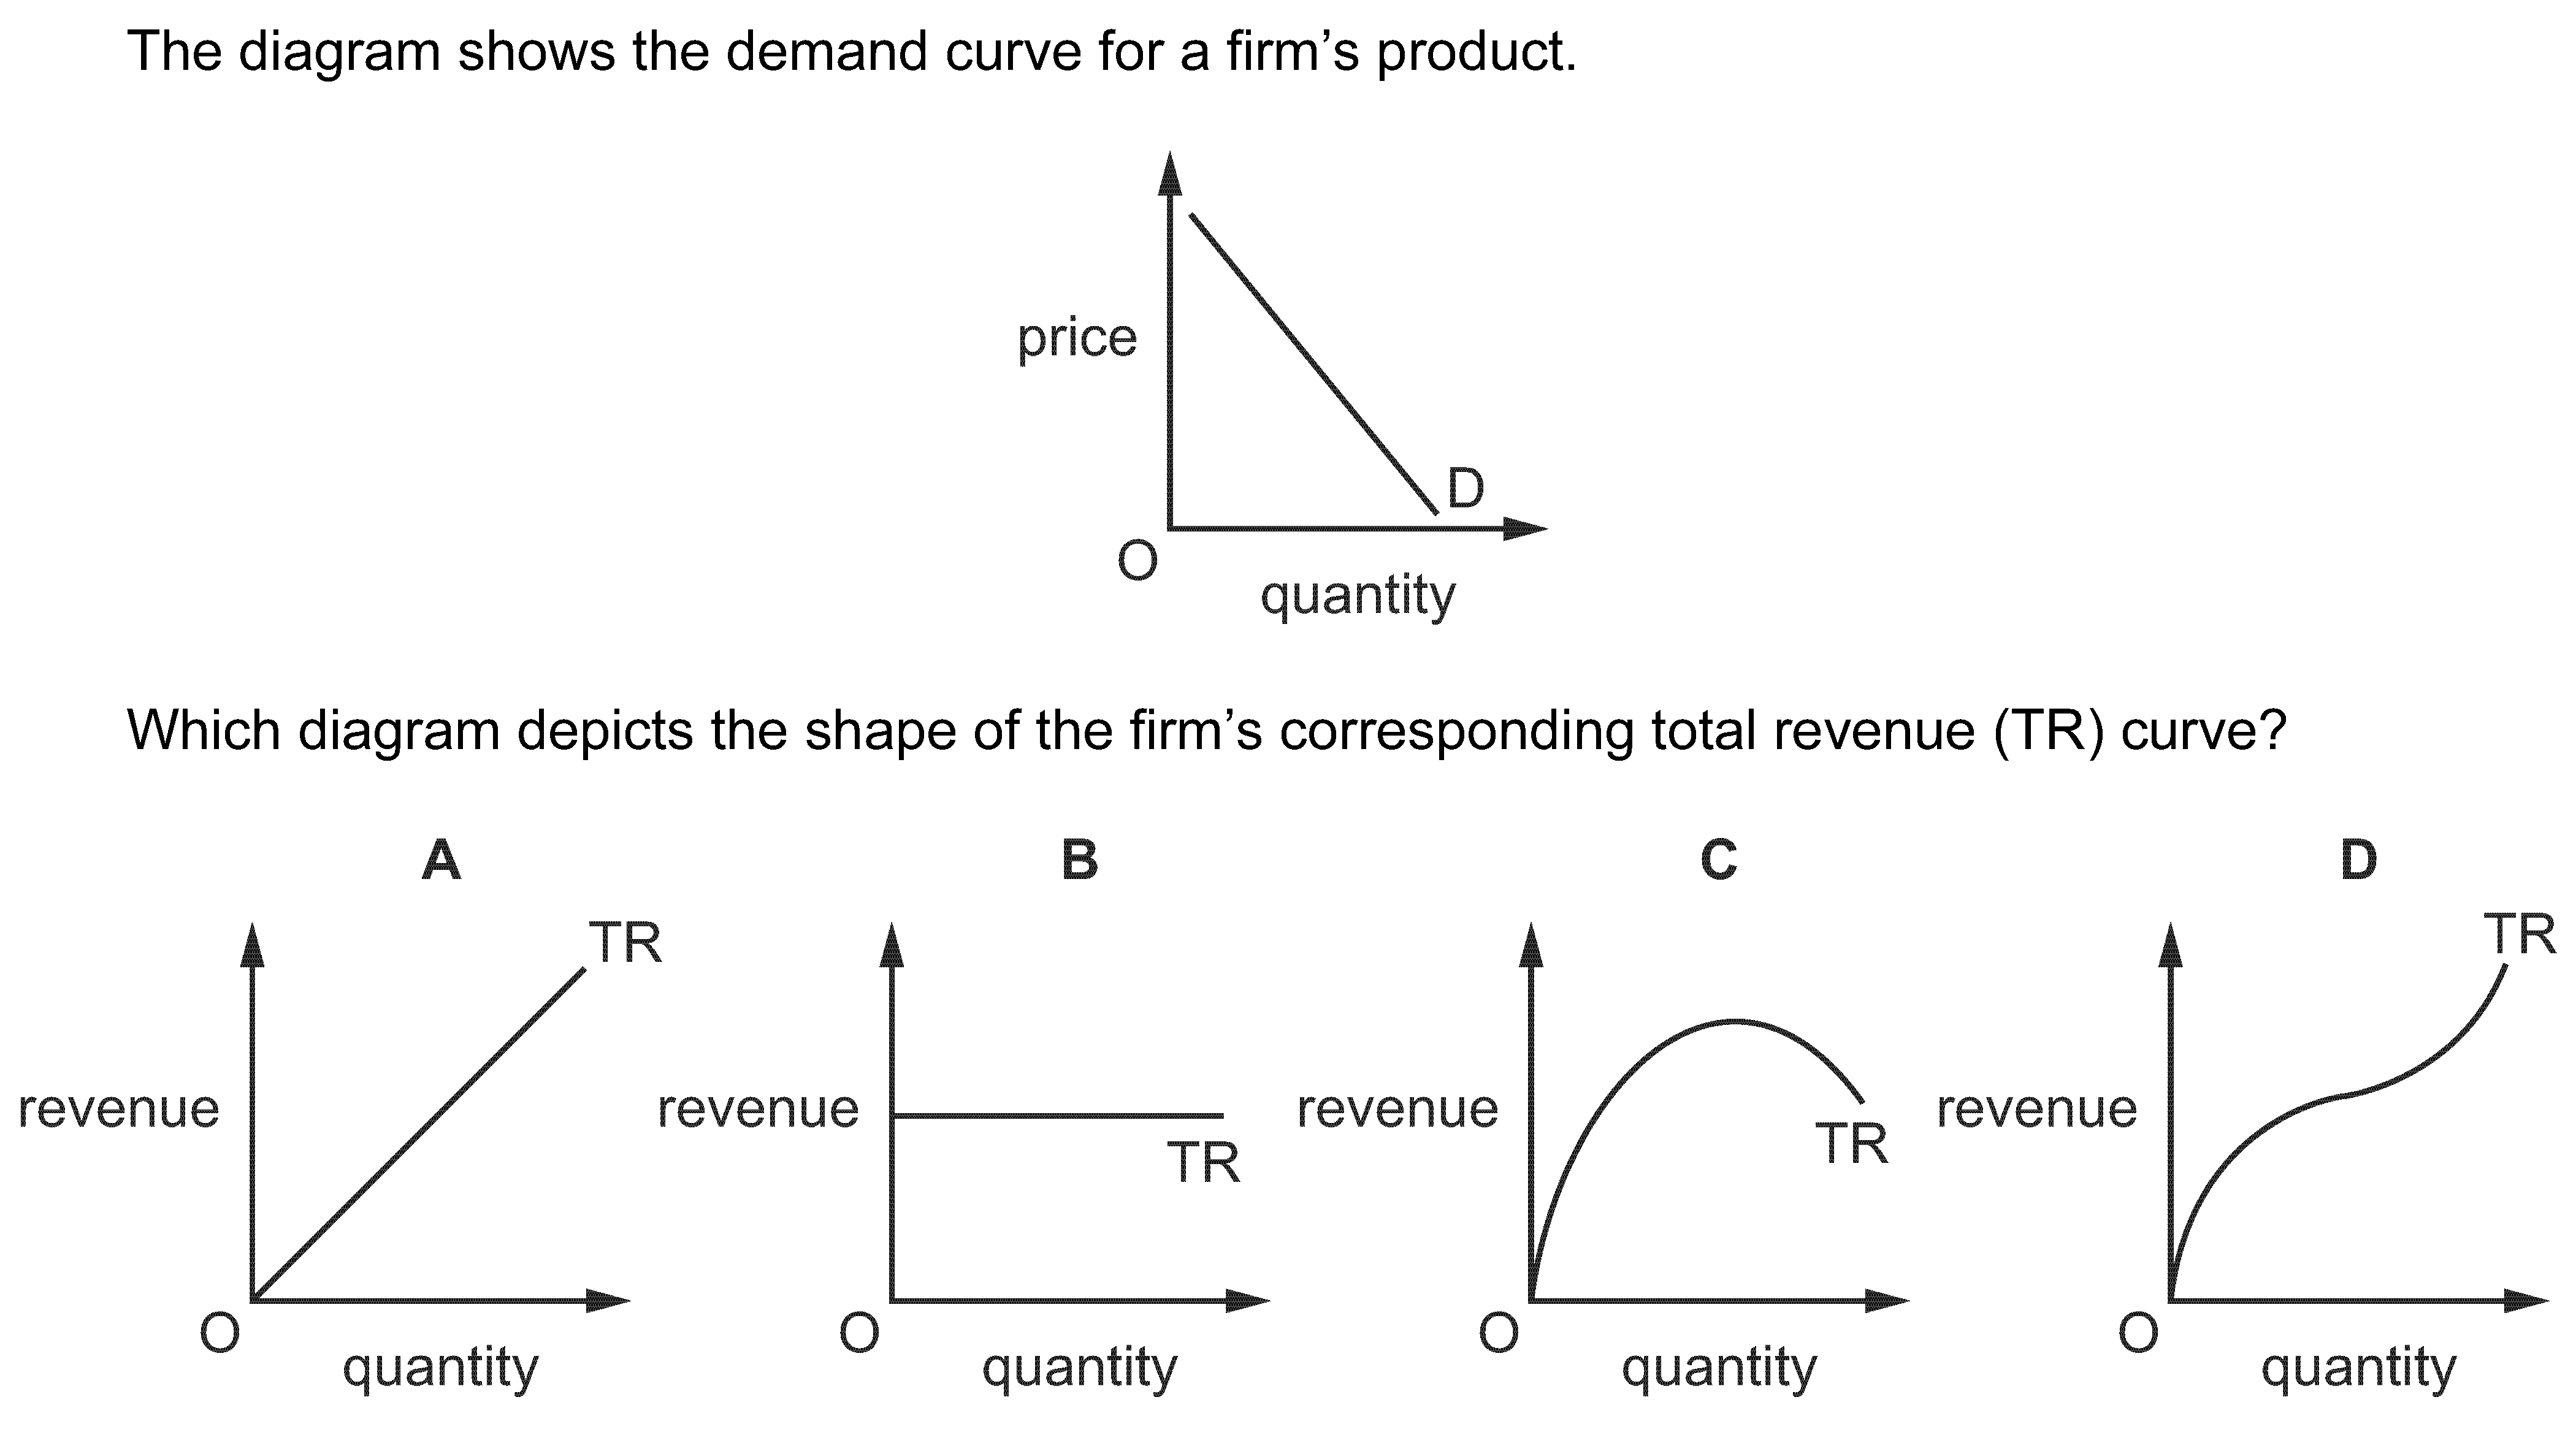 The diagram shows the demand curve for a firm’s product.
price
D
O
quantity
Which diagram depicts the shape of the firm’s corresponding total revenue (TR) curve?
A
TR
revenue
O
quantity
B
revenue
TR
O
quantity
C
revenue
TR
O
quantity
D
TR
revenue
O
quantity